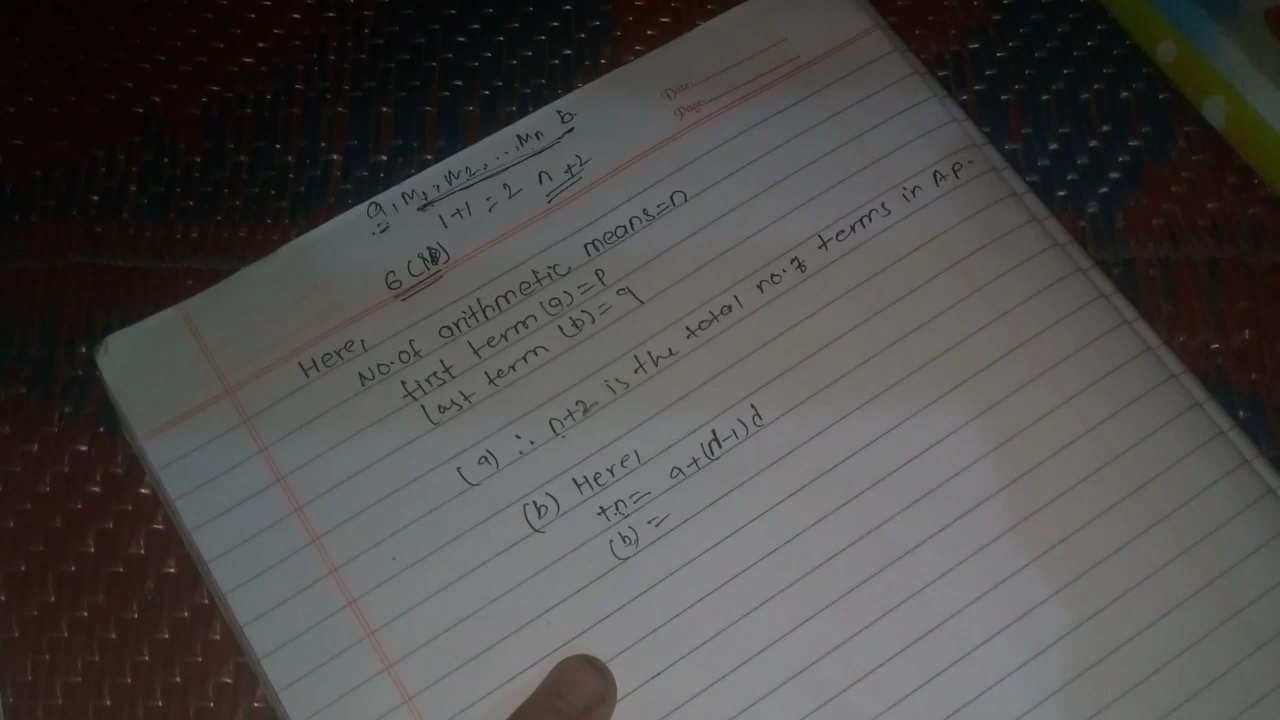 Date:
Page:
a, M1, M2, ... Mn b
1+1 = 2 n+2
6
Here,
No. of arithmetic means = n
first term (a) = p
last term (b) = q
(a) ∴ n+2 is the total no. of terms in A.P.
(b) Here,
tn = a+(n-1)d
(b) =